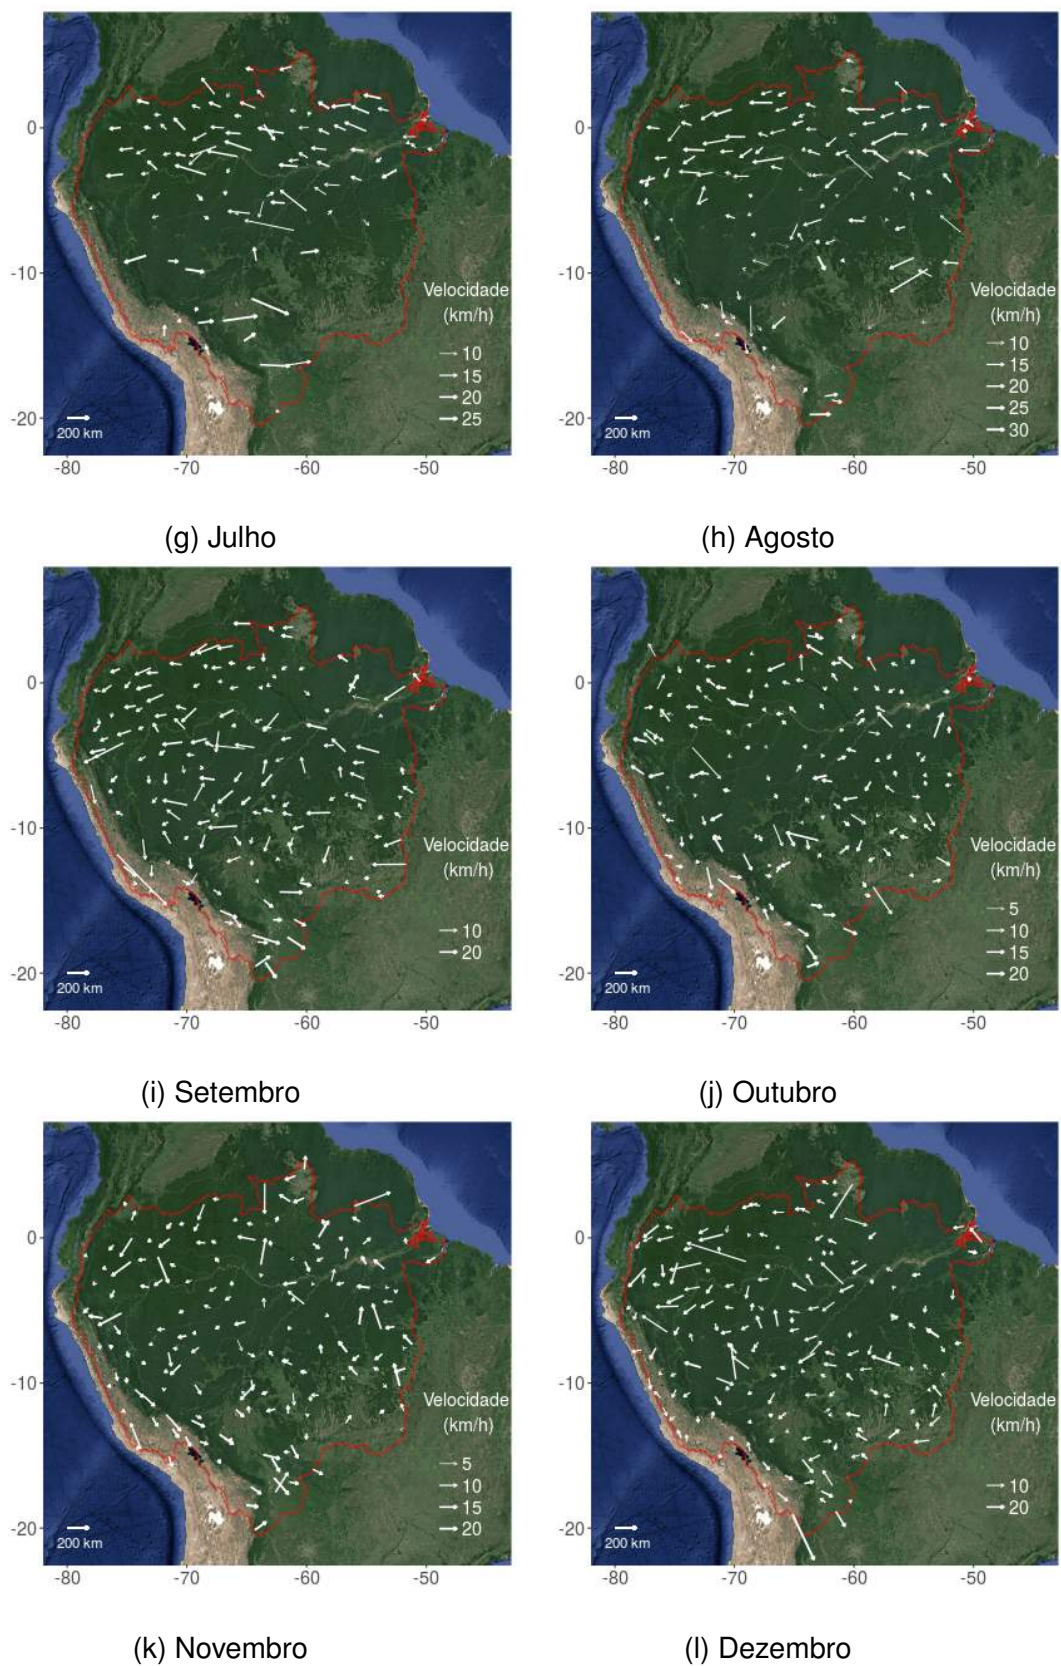 0
-10
-20
-80
-70
-60
-50
Velocidade
(km/h)
10
15
20
25
200 km
(g) Julho
0
-10
-20
-80
-70
-60
-50
Velocidade
(km/h)
10
15
20
25
30
200 km
(h) Agosto
0
-10
-20
-80
-70
-60
-50
Velocidade
(km/h)
10
20
200 km
(i) Setembro
0
-10
-20
-80
-70
-60
-50
Velocidade
(km/h)
5
10
15
20
200 km
(j) Outubro
0
-10
-20
-80
-70
-60
-50
Velocidade
(km/h)
5
10
15
20
200 km
(k) Novembro
0
-10
-20
-80
-70
-60
-50
Velocidade
(km/h)
10
20
200 km
(l) Dezembro